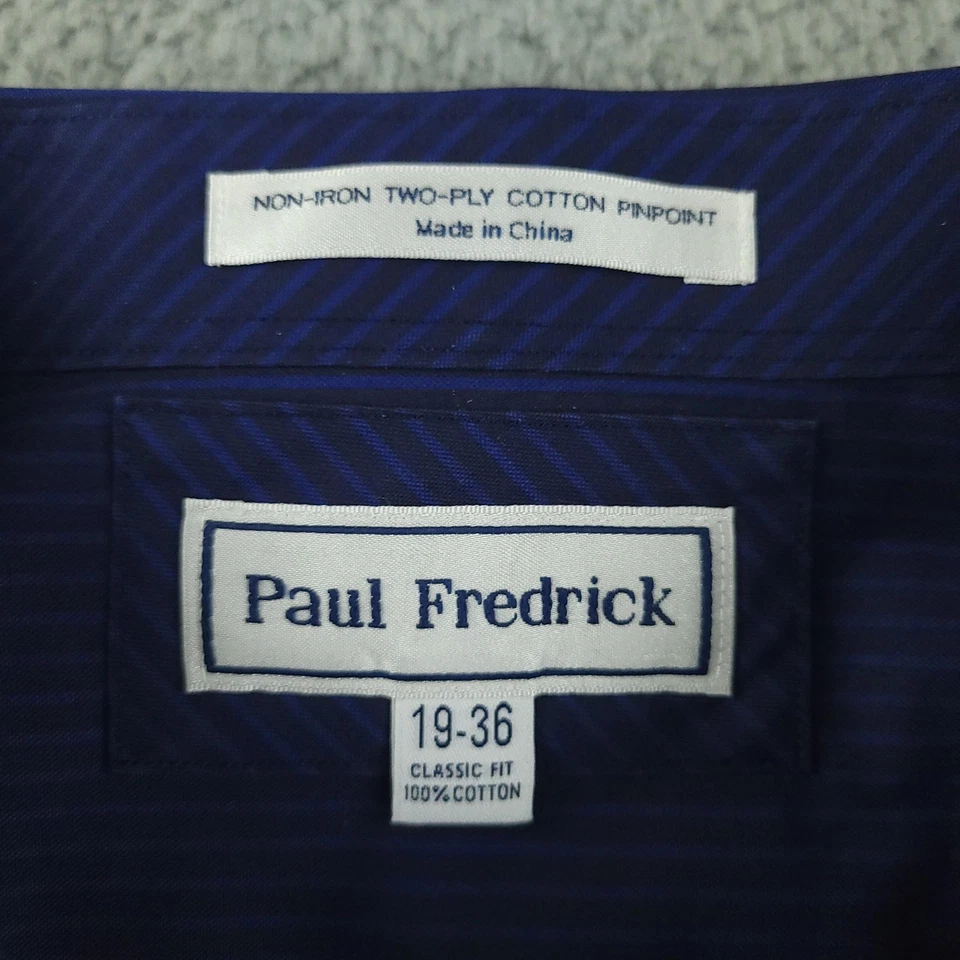 NON-IRON TWO-PLY COTTON PINPOINT
Made in China
Paul Fredrick
19-36
CLASSIC FIT
100% COTTON